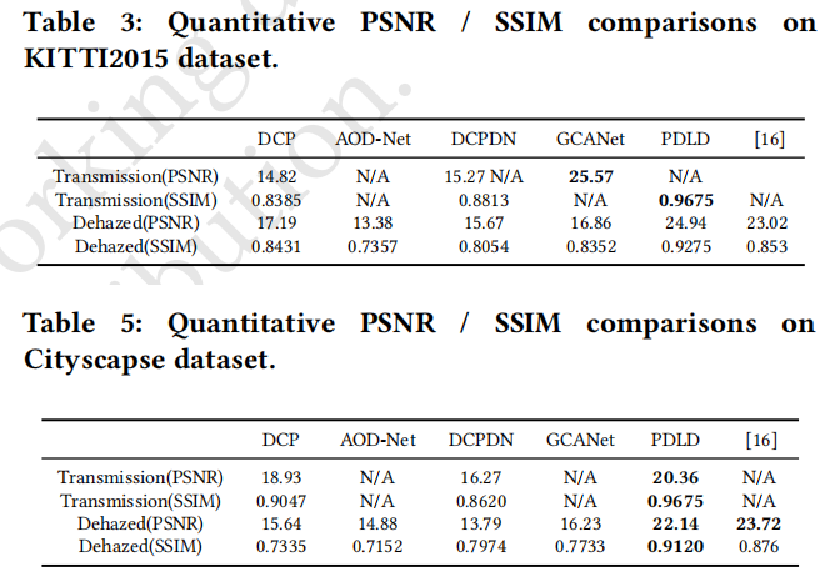 Table 3: Quantitative PSNR / SSIM comparisons on
KITTI2015 dataset.
DCP AOD-Net DCPDN GCANet PDLD [16]
Transmission(PSNR) 14.82 N/A 15.27 N/A 25.57 N/A
Transmission(SSIM) 0.8385 N/A 0.8813 N/A 0.9675 N/A
Dehazed(PSNR) 17.19 13.38 15.67 16.86 24.94 23.02
Dehazed(SSIM) 0.8431 0.7357 0.8054 0.8352 0.9275 0.853
Table 5: Quantitative PSNR / SSIM comparisons on
Cityscapse dataset.
DCP AOD-Net DCPDN GCANet PDLD [16]
Transmission(PSNR) 18.93 N/A 16.27 N/A 20.36 N/A
Transmission(SSIM) 0.9047 N/A 0.8620 N/A 0.9675 N/A
Dehazed(PSNR) 15.64 14.88 13.79 16.23 22.14 23.72
Dehazed(SSIM) 0.7335 0.7152 0.7974 0.7733 0.9120 0.876